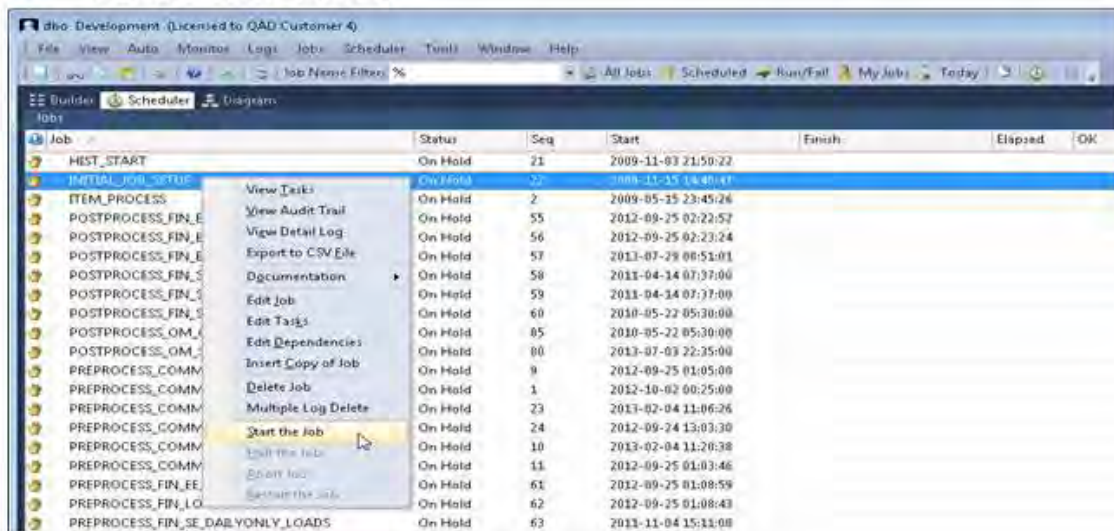 dbo Development (Licensed to QAD Customer 4)
File View Auto Monitor Logs Jobs Scheduler Tools Window Help
Job Name Filter: % All Jobs Scheduled Run/Fail My Jobs Today
Builder Scheduler Diagram
Jobs
Job Status Seq Start Finish Elapsed OK
HIST_START On Hold 21 2009-11-03 21:50:22
INITIAL_JOB_SETUP On Hold 22
ITEM_PROCESS On Hold 2 2009-05-15 23:45:26
POSTPROCESS_FIN_E On Hold 55 2012-09-25 02:22:52
POSTPROCESS_FIN_E On Hold 56 2012-09-25 02:23:24
POSTPROCESS_FIN_E On Hold 57 2013-07-29 00:51:01
POSTPROCESS_FIN_S On Hold 58 2011-04-14 07:37:00
POSTPROCESS_FIN_S On Hold 59 2011-04-14 07:37:00
POSTPROCESS_FIN_S On Hold 60 2010-05-22 05:30:00
POSTPROCESS_OM_ On Hold 85 2010-05-22 05:30:00
POSTPROCESS_OM_ On Hold 80 2013-07-03 22:35:00
PREPROCESS_COMM On Hold 9 2012-09-25 01:05:00
PREPROCESS_COMM On Hold 1 2012-10-02 00:25:00
PREPROCESS_COMM On Hold 23 2013-02-04 11:06:26
PREPROCESS_COMM On Hold 24 2012-09-24 13:03:30
PREPROCESS_COMM On Hold 10 2013-02-04 11:20:38
PREPROCESS_COMM On Hold 11 2012-09-25 01:03:46
PREPROCESS_FIN_EE_ On Hold 61 2012-09-25 01:08:59
PREPROCESS_FIN_LO On Hold 62 2012-09-25 01:08:43
PREPROCESS_FIN_SE_DAILYONLY_LOADS On Hold 63 2011-11-04 15:11:08
View Tasks
View Audit Trail
View Detail Log
Export to CSV File
Documentation
Edit Job
Edit Tasks
Edit Dependencies
Insert Copy of Job
Delete Job
Multiple Log Delete
Start the Job
Halt the Job
Abort Job
Restart the Job